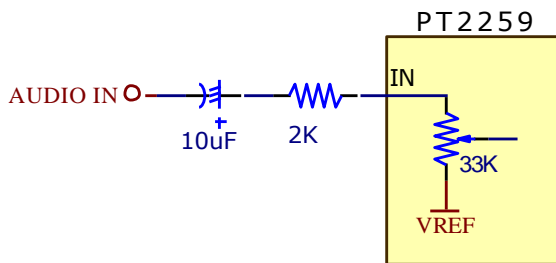 PT2259
AUDIO IN
IN
10uF
2K
33K
VREF